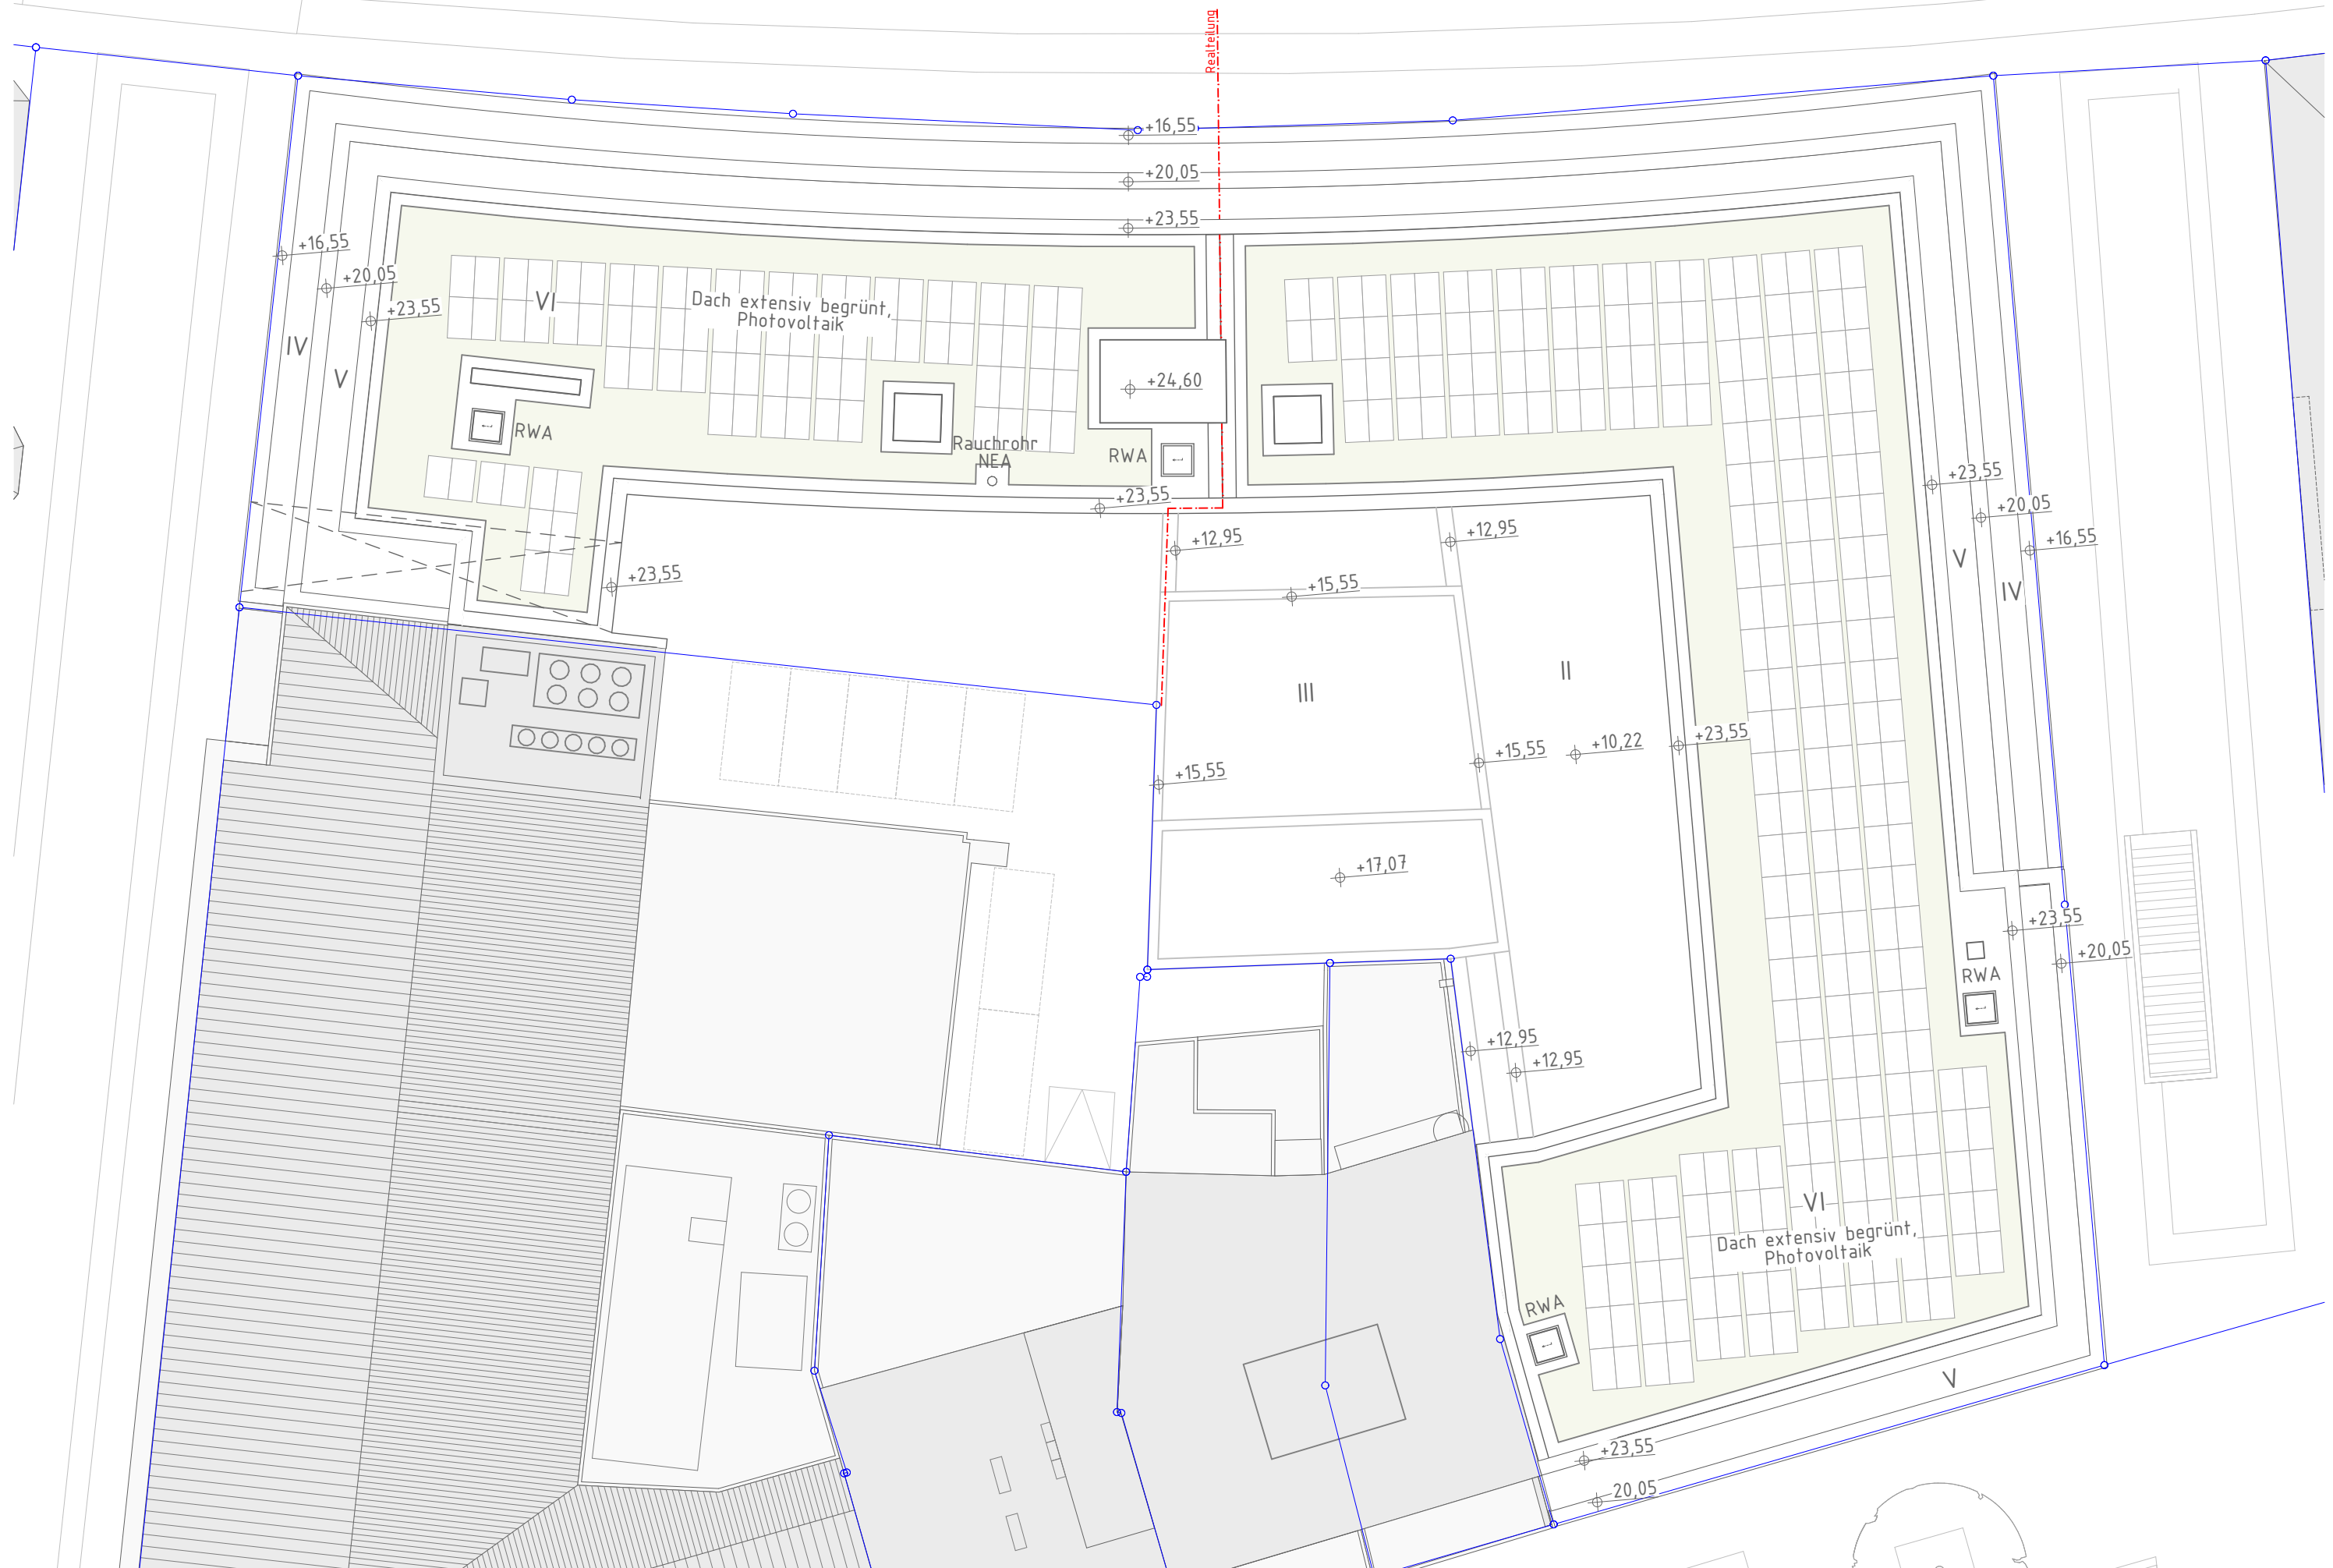 Realteilung
+16,55
+20,05
+23,55
+16,55
+20,05
+23,55
VI
Dach extensiv begrünt,
Photovoltaik
IV
V
+24,60
RWA
Rauchrohr
NEA
RWA
+23,55
+23,55
+20,05
+16,55
+12,95
+12,95
V
IV
+23,55
+15,55
III
II
+15,55
+15,55
+10,22
+23,55
+17,07
+23,55
+20,05
RWA
+12,95
+12,95
VI
Dach extensiv begrünt,
Photovoltaik
RWA
V
+23,55
20,05